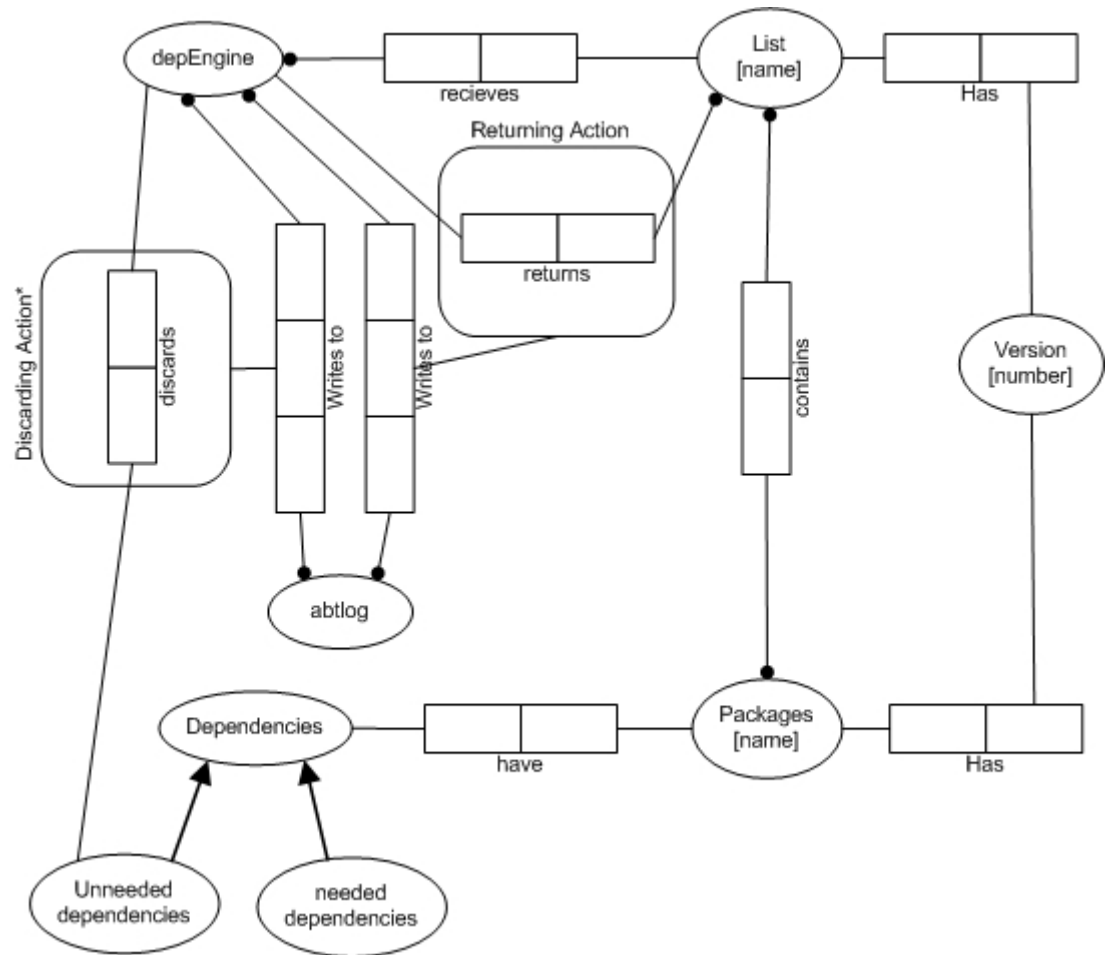 depEngine
recieves
List
[name]
Has
Returning Action
returns
Discarding Action*
discards
Writes to
Writes to
contains
Version
[number]
abtlog
Dependencies
have
Packages
[name]
Has
Unneeded
dependencies
needed
dependencies